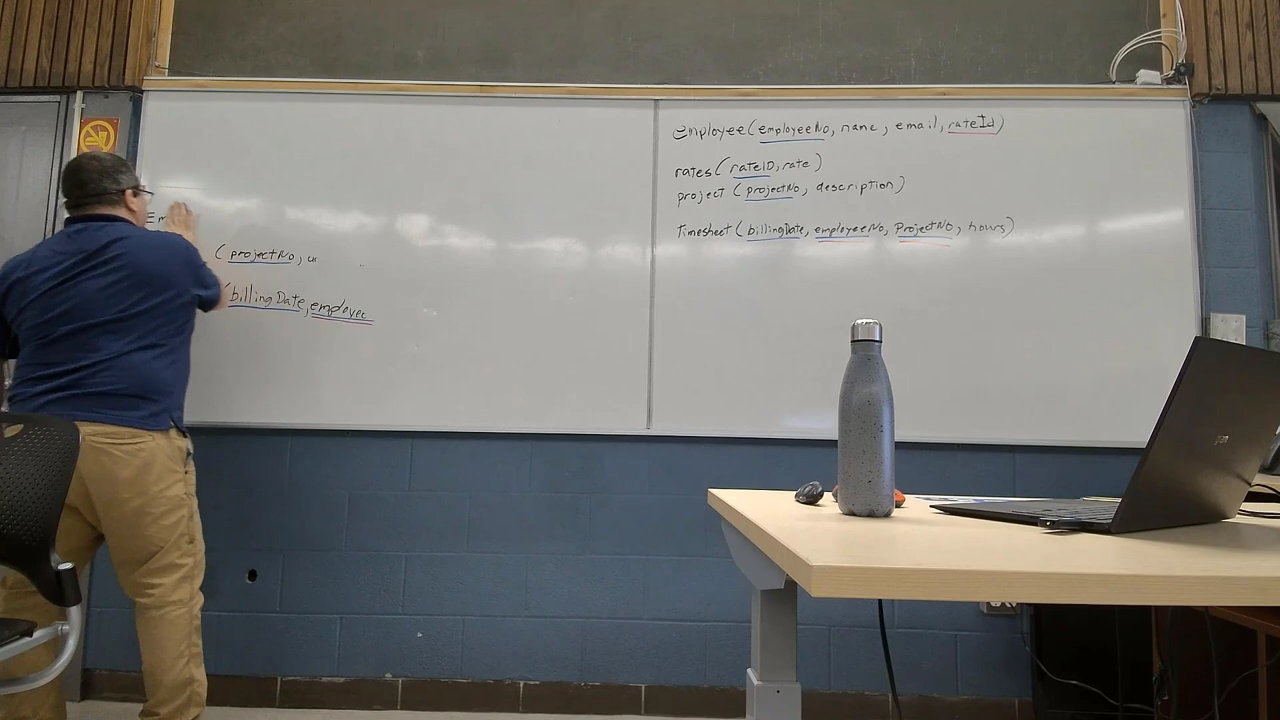 Em
(projectNo,
(billingDate, employee
employee(employeeNo, name, email, rateId)
rates(rateID, rate)
project (projectNo, description)
Timesheet(billingDate, employeeNo, ProjectNo, hours)